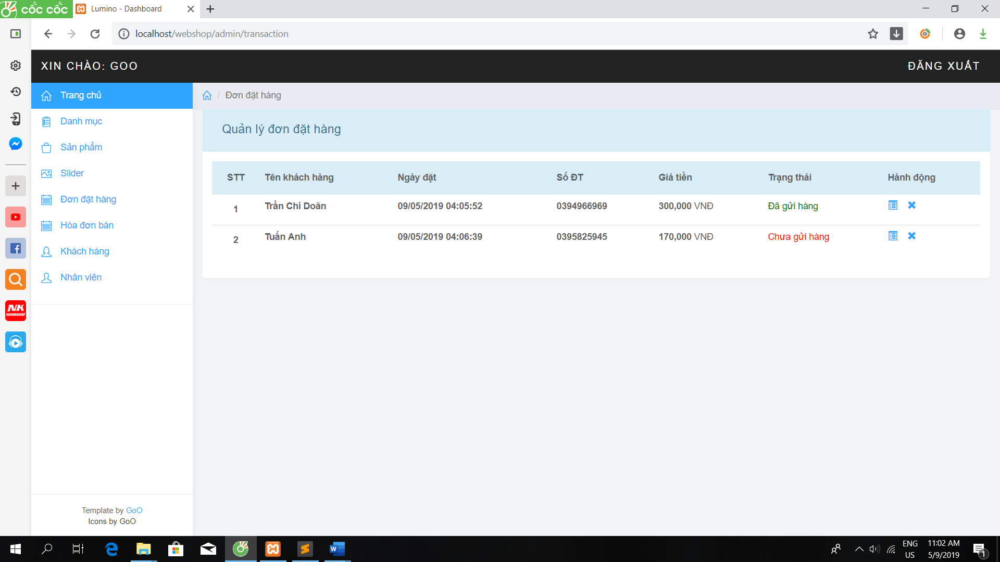 cốc cốc Lumino - Dashboard
localhost/webshop/admin/transaction
XIN CHÀO: GOO ĐĂNG XUẤT
Trang chủ
Danh mục
Sản phẩm
Slider
Đơn đặt hàng
Hóa đơn bán
Khách hàng
Nhân viên
/ Đơn đặt hàng
Quản lý đơn đặt hàng
STT Tên khách hàng Ngày đặt Số ĐT Giá tiền Trạng thái Hành động
1 Trần Chí Doãn 09/05/2019 04:05:52 0394966969 300,000 VNĐ Đã gửi hàng
2 Tuấn Anh 09/05/2019 04:06:39 0395825945 170,000 VNĐ Chưa gửi hàng
NK
Template by GoO
Icons by GoO
ENG 11:02 AM
US 5/9/2019 1